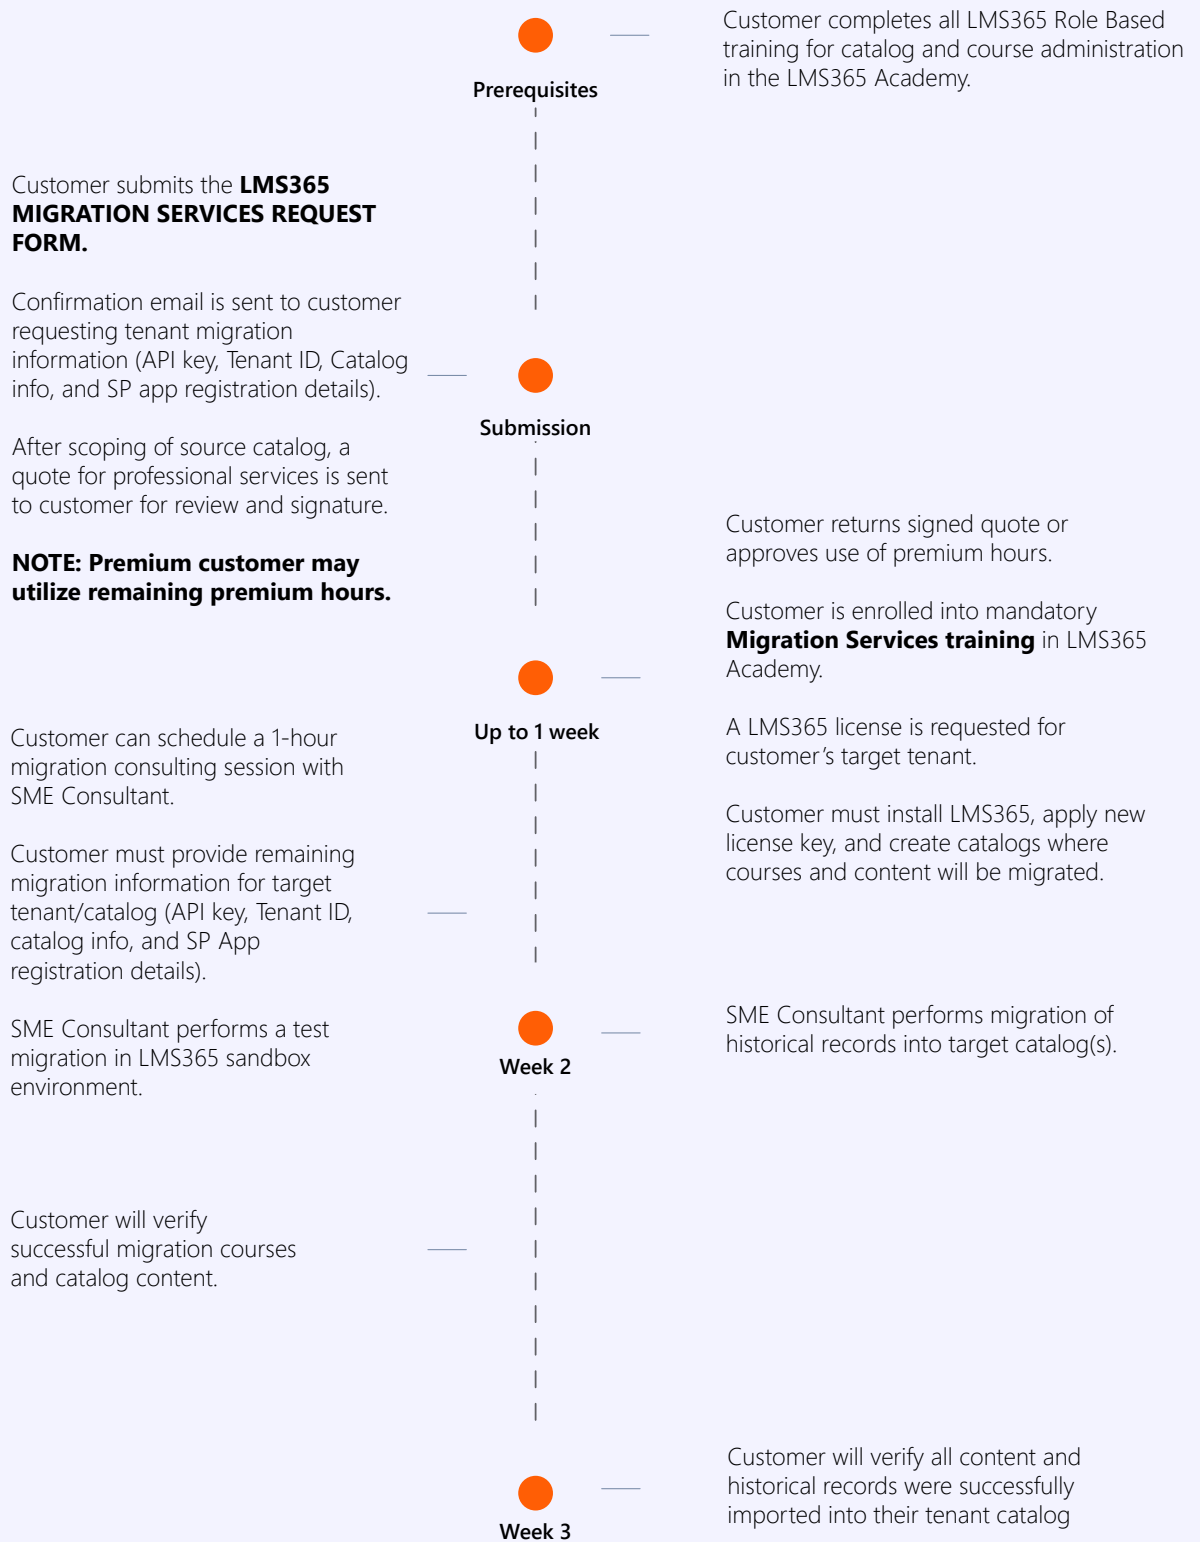 Customer completes all LMS365 Role Based
training for catalog and course administration
in the LMS365 Academy.
Prerequisites
Customer submits the LMS365
MIGRATION SERVICES REQUEST
FORM.
Confirmation email is sent to customer
requesting tenant migration
information (API key, Tenant ID, Catalog
info, and SP app registration details).
After scoping of source catalog, a
quote for professional services is sent
to customer for review and signature.
NOTE: Premium customer may
utilize remaining premium hours.
Submission
Customer returns signed quote or
approves use of premium hours.
Customer is enrolled into mandatory
Migration Services training in LMS365
Academy.
A LMS365 license is requested for
customer's target tenant.
Customer must install LMS365, apply new
license key, and create catalogs where
courses and content will be migrated.
Up to 1 week
Customer can schedule a 1-hour
migration consulting session with
SME Consultant.
Customer must provide remaining
migration information for target
tenant/catalog (API key, Tenant ID,
catalog info, and SP App
registration details).
SME Consultant performs a test
migration in LMS365 sandbox
environment.
SME Consultant performs migration of
historical records into target catalog(s).
Week 2
Customer will verify
successful migration courses
and catalog content.
Customer will verify all content and
historical records were successfully
imported into their tenant catalog
Week 3